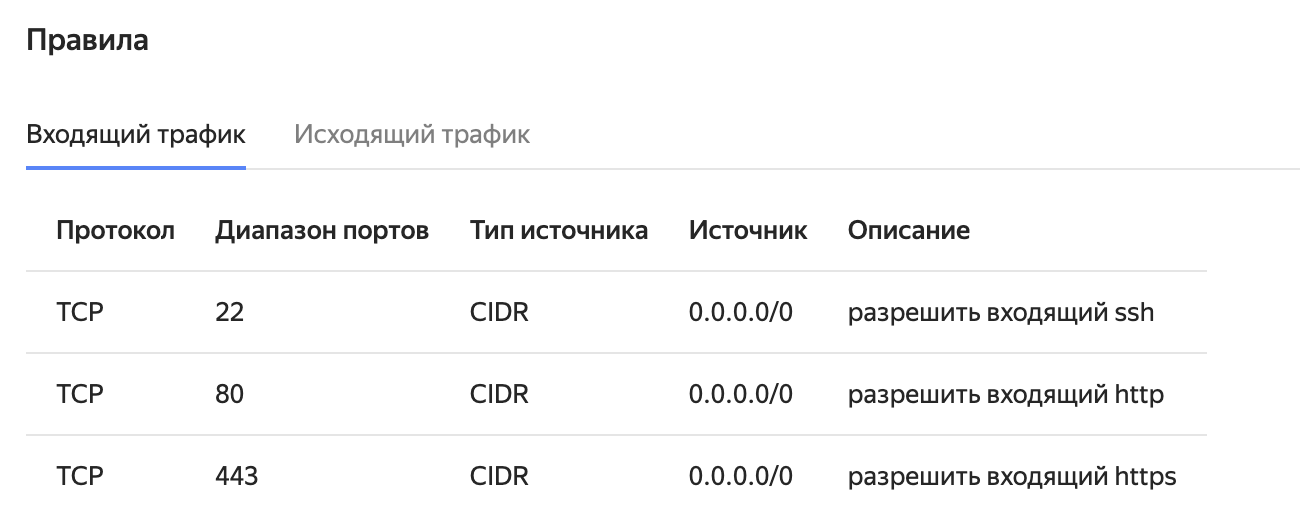 Правила
Входящий трафик Исходящий трафик
Протокол Диапазон портов Тип источника Источник Описание
TCP 22 CIDR 0.0.0.0/0 разрешить входящий ssh
TCP 80 CIDR 0.0.0.0/0 разрешить входящий http
TCP 443 CIDR 0.0.0.0/0 разрешить входящий https